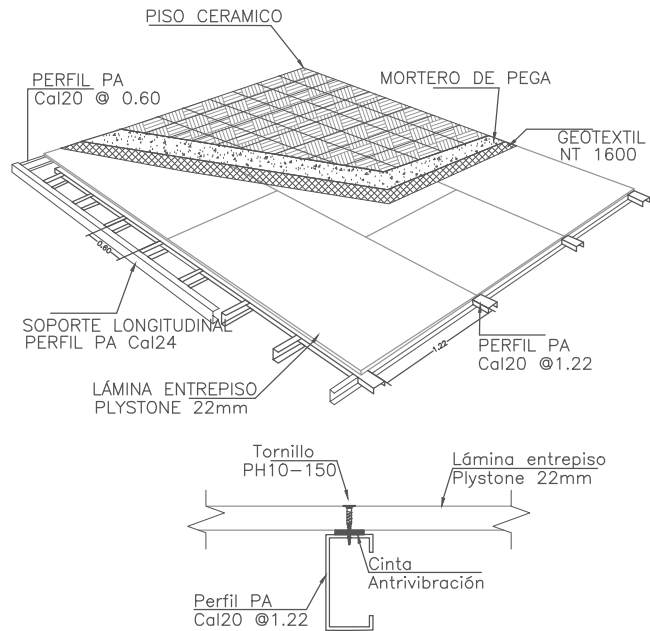 PISO CERAMICO
PERFIL PA
Cal20 @ 0.60
MORTERO DE PEGA
GEOTEXTIL
NT 1600
0.60
SOPORTE LONGITUDINAL
PERFIL PA Cal24
1.22
PERFIL PA
Cal20 @1.22
LÁMINA ENTREPISO
PLYSTONE 22mm
Tornillo
PH10-150
Lámina entrepiso
Plystone 22mm
Cinta
Antrivibración
Perfil PA
Cal20 @1.22